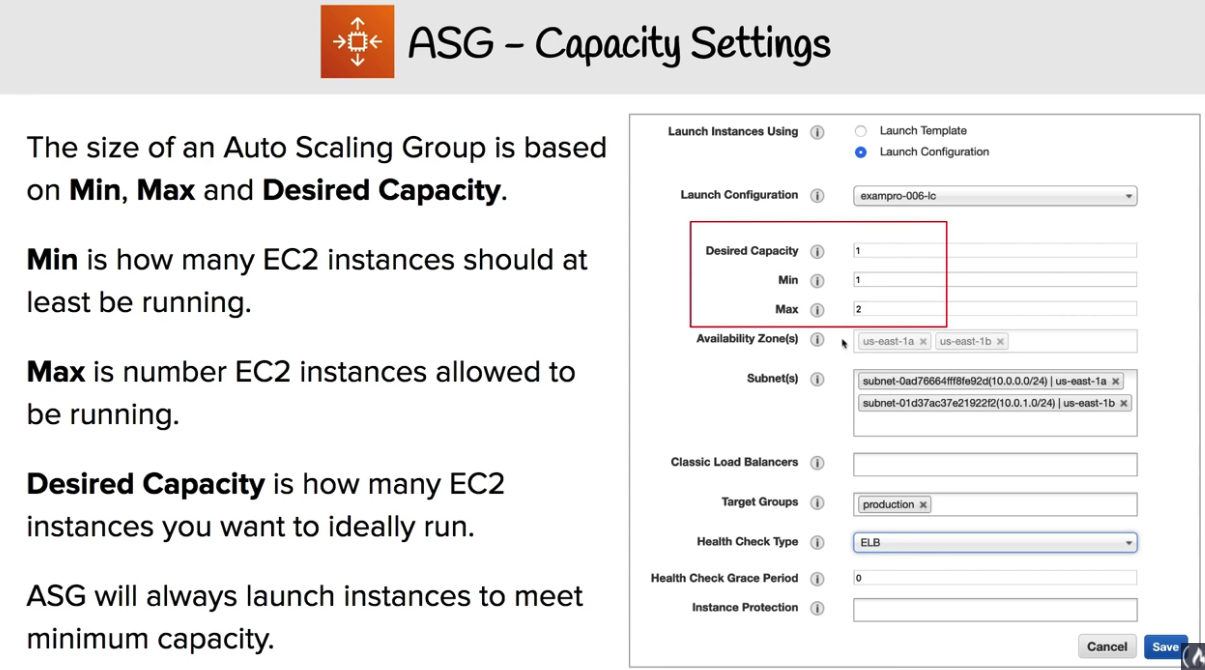 ASG – Capacity Settings
The size of an Auto Scaling Group is based
on Min, Max and Desired Capacity.
Min is how many EC2 instances should at
least be running.
Max is number EC2 instances allowed to
be running.
Desired Capacity is how many EC2
instances you want to ideally run.
ASG will always launch instances to meet
minimum capacity.
Launch Instances Using i Launch Template
Launch Configuration
Launch Configuration i exampro-006-lc
Desired Capacity i 1
Min i 1
Max i 2
Availability Zone(s) i us-east-1a × us-east-1b ×
Subnet(s) i subnet-0ad76664fff8fe92d(10.0.0.0/24) | us-east-1a ×
subnet-01d37ac37e21922f2(10.0.1.0/24) | us-east-1b ×
Classic Load Balancers i
Target Groups i production ×
Health Check Type i ELB
Health Check Grace Period i 0
Instance Protection i
Cancel Save